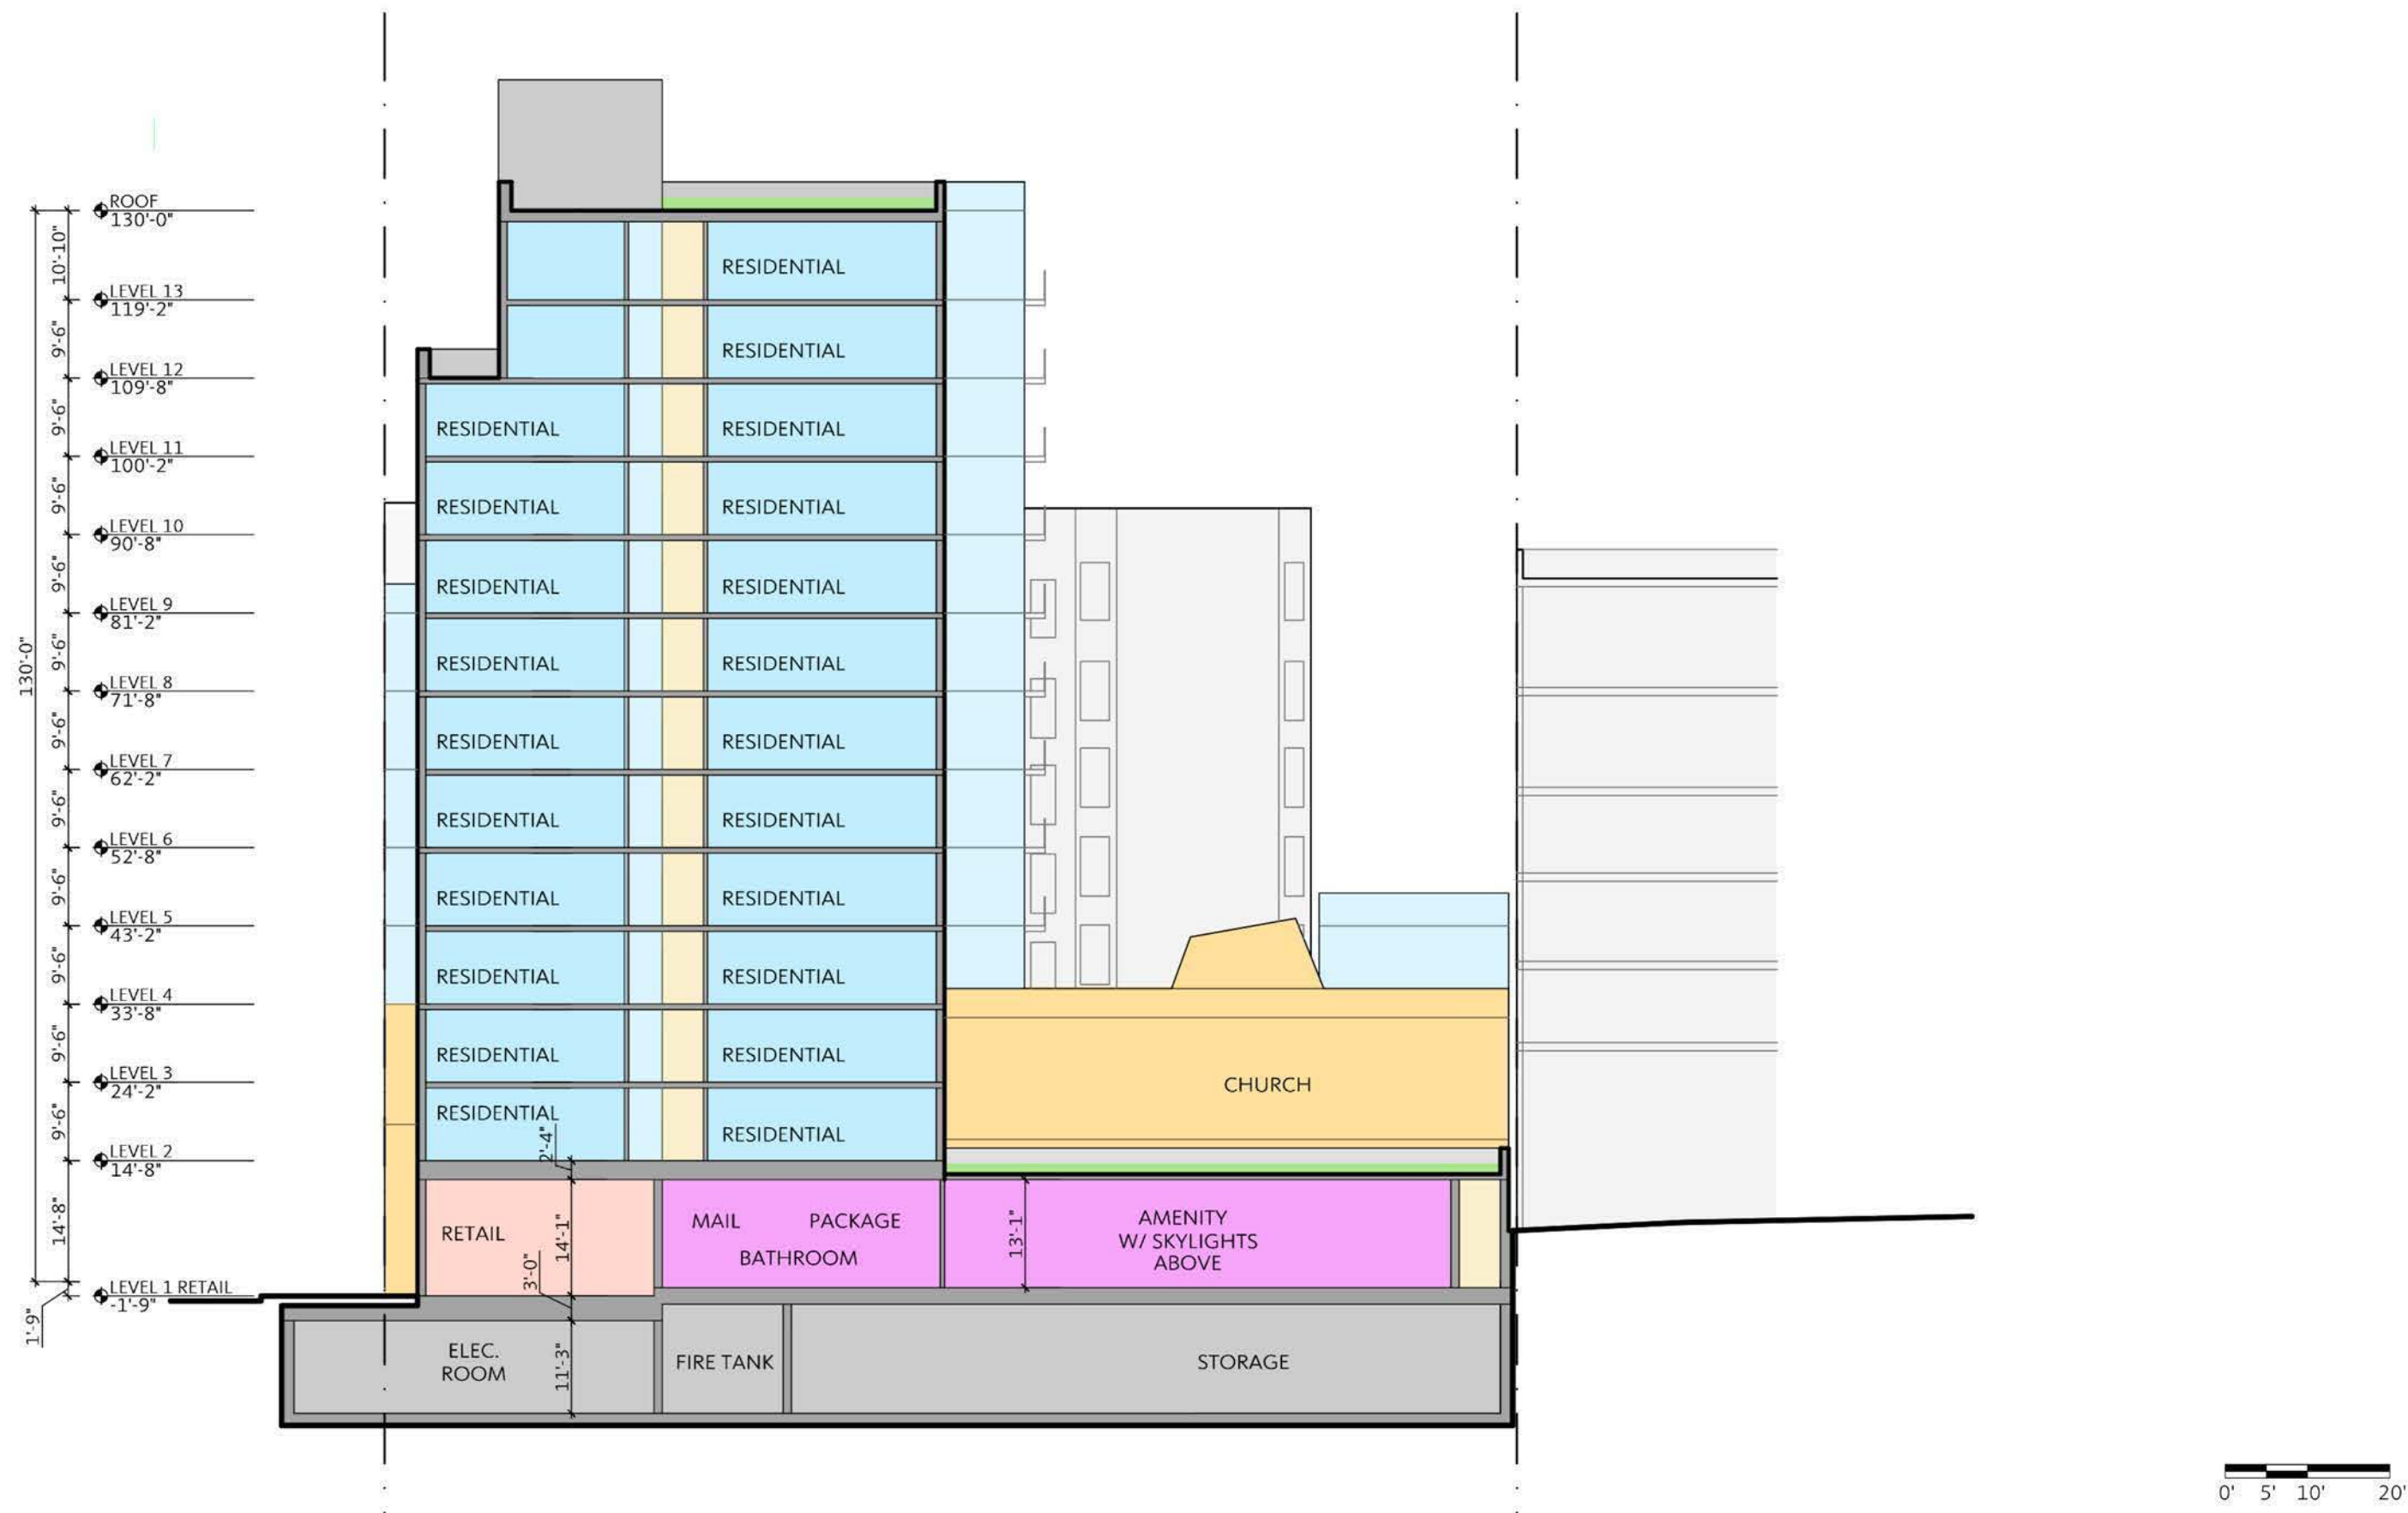 ROOF
130'-0"
10'-10"
LEVEL 13
119'-2"
9'-6"
LEVEL 12
109'-8"
9'-6"
LEVEL 11
100'-2"
9'-6"
LEVEL 10
90'-8"
9'-6"
LEVEL 9
81'-2"
9'-6"
LEVEL 8
71'-8"
9'-6"
LEVEL 7
62'-2"
9'-6"
LEVEL 6
52'-8"
9'-6"
LEVEL 5
43'-2"
9'-6"
LEVEL 4
33'-8"
9'-6"
LEVEL 3
24'-2"
9'-6"
LEVEL 2
14'-8"
14'-8"
LEVEL 1 RETAIL
-1'-9"
1'-9"
130'-0"
RESIDENTIAL
RESIDENTIAL
RESIDENTIAL RESIDENTIAL
RESIDENTIAL RESIDENTIAL
RESIDENTIAL RESIDENTIAL
RESIDENTIAL RESIDENTIAL
RESIDENTIAL RESIDENTIAL
RESIDENTIAL RESIDENTIAL
RESIDENTIAL RESIDENTIAL
RESIDENTIAL RESIDENTIAL
RESIDENTIAL RESIDENTIAL
RESIDENTIAL RESIDENTIAL
CHURCH
2'-4"
RETAIL
14'-1"
3'-0"
MAIL PACKAGE
BATHROOM
13'-1"
AMENITY
W/ SKYLIGHTS
ABOVE
ELEC.
ROOM
11'-3"
FIRE TANK
STORAGE
0' 5' 10' 20'